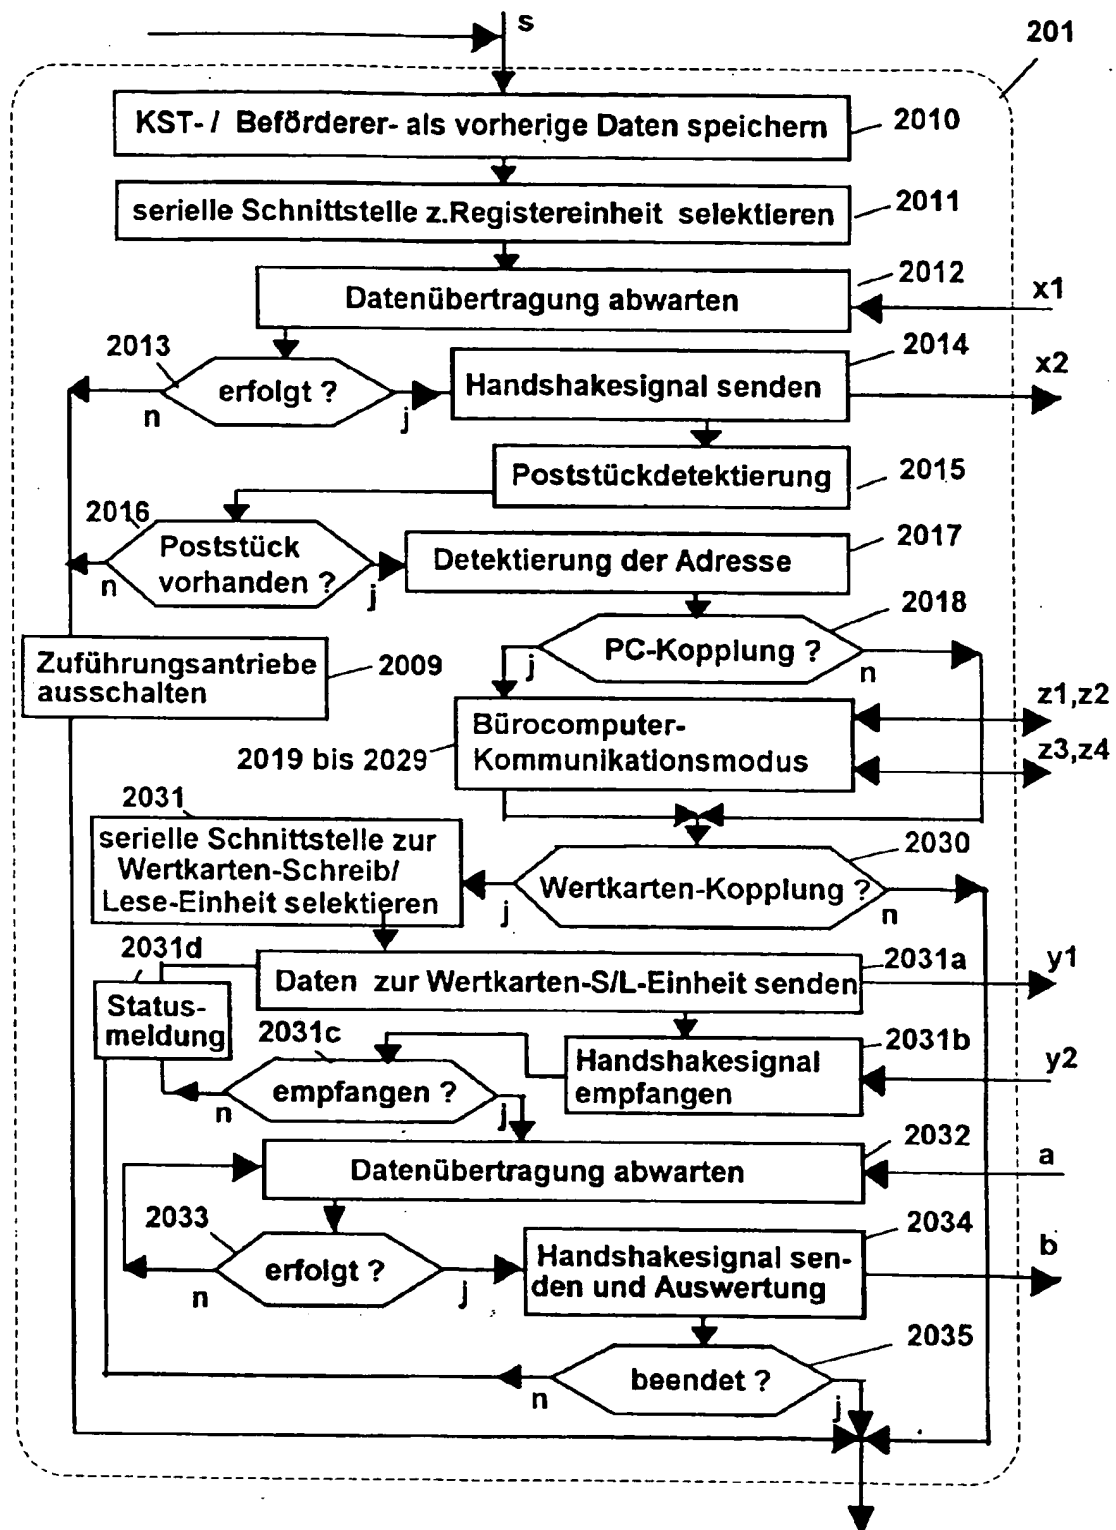 s
201
KST- / Beförderer- als vorherige Daten speichern
2010
serielle Schnittstelle z.Registereinheit selektieren
2011
2012
Datenübertragung abwarten
x1
2013
2014
erfolgt ?
n
j
Handshakesignal senden
x2
Poststückdetektierung
2015
2016
Poststück
vorhanden ?
n
j
Detektierung der Adresse
2017
2018
PC-Kopplung ?
j
n
Zuführungsantriebe
ausschalten
2009
Bürocomputer-
Kommunikationsmodus
2019 bis 2029
z1,z2
z3,z4
2031
serielle Schnittstelle zur
Wertkarten-Schreib/
Lese-Einheit selektieren
2030
Wertkarten-Kopplung ?
j
n
2031d
Status-
meldung
Daten zur Wertkarten-S/L-Einheit senden
2031a
y1
2031c
empfangen ?
n
j
Handshakesignal
empfangen
2031b
y2
2032
Datenübertragung abwarten
a
2033
erfolgt ?
n
j
2034
Handshakesignal sen-
den und Auswertung
b
2035
beendet ?
n
j